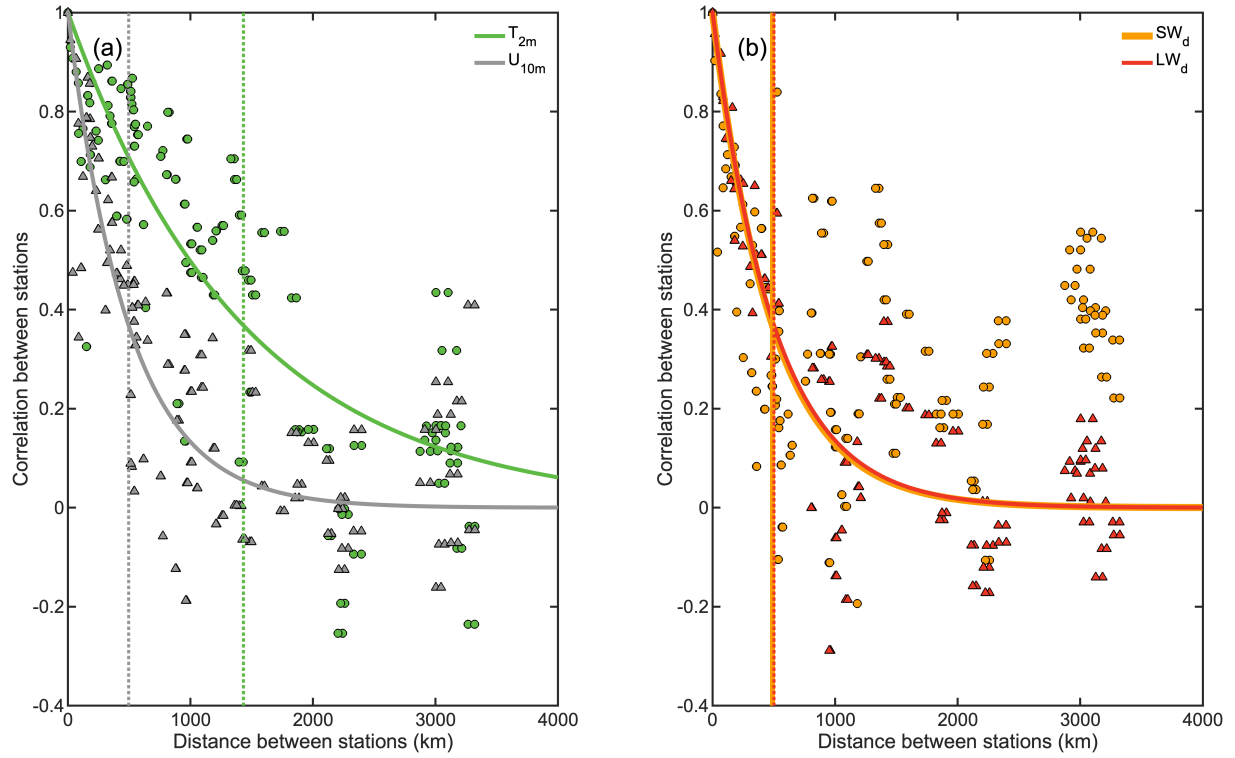 (a)
T2m
U10m
1
0.8
0.6
0.4
0.2
0
-0.2
-0.4
Correlation between stations
0 1000 2000 3000 4000
Distance between stations (km)
(b)
SWd
LWd
1
0.8
0.6
0.4
0.2
0
-0.2
-0.4
Correlation between stations
0 1000 2000 3000 4000
Distance between stations (km)